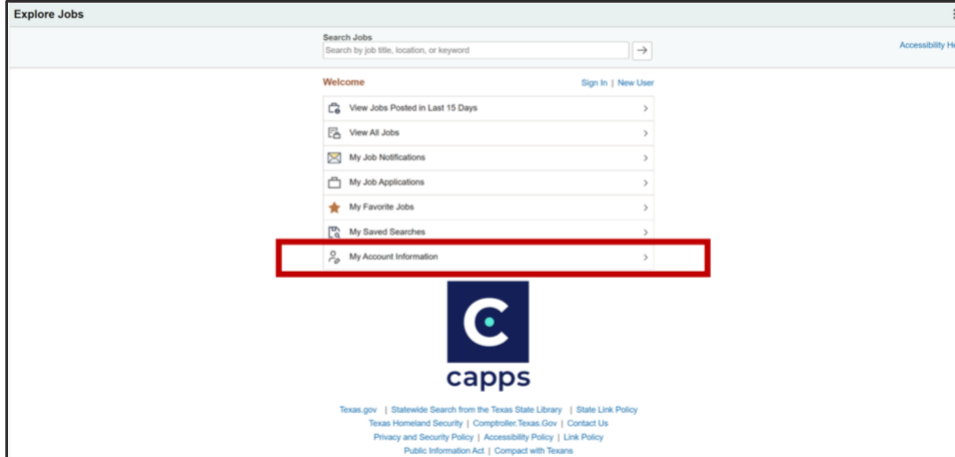 Explore Jobs
Search Jobs
Search by job title, location, or keyword
Accessibility
Welcome
Sign In | New User
View Jobs Posted in Last 15 Days
View All Jobs
My Job Notifications
My Job Applications
My Favorite Jobs
My Saved Searches
My Account Information
capps
Texas.gov | Statewide Search from the Texas State Library | State Link Policy
Texas Homeland Security | Comptroller.Texas.Gov | Contact Us
Privacy and Security Policy | Accessibility Policy | Link Policy
Public Information Act | Compact with Texans